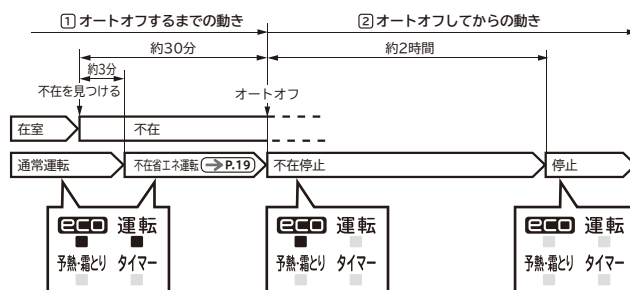 1 オートオフするまでの動き
2 オートオフしてからの動き
約30分
約2時間
約3分
不在を見つける
オートオフ
在室
不在
通常運転
不在省エネ運転(→P.19)
不在停止
停止
eco 運転
予熱・霜とり タイマー
eco 運転
予熱・霜とり タイマー
eco 運転
予熱・霜とり タイマー